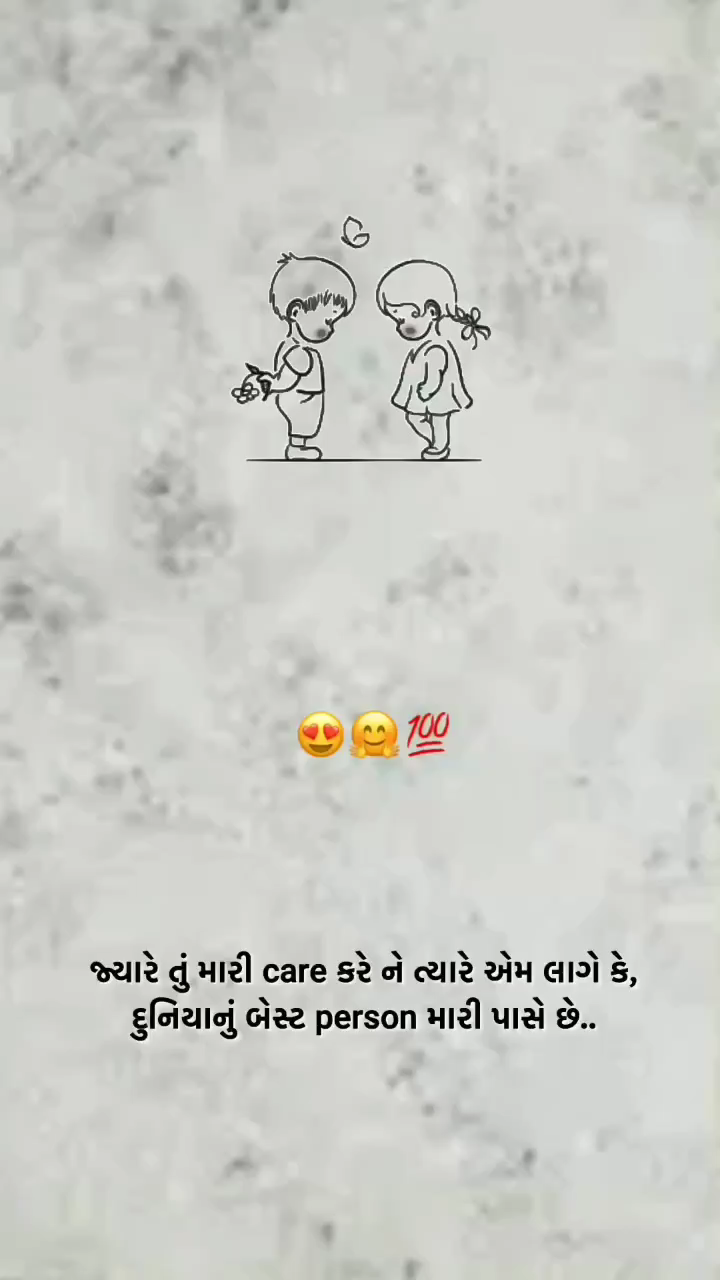 😍🤗💯
જ્યારે તું મારી care કરે ને ત્યારે એમ લાગે કે,
દુનિયાનું બેસ્ટ person મારી પાસે છે..